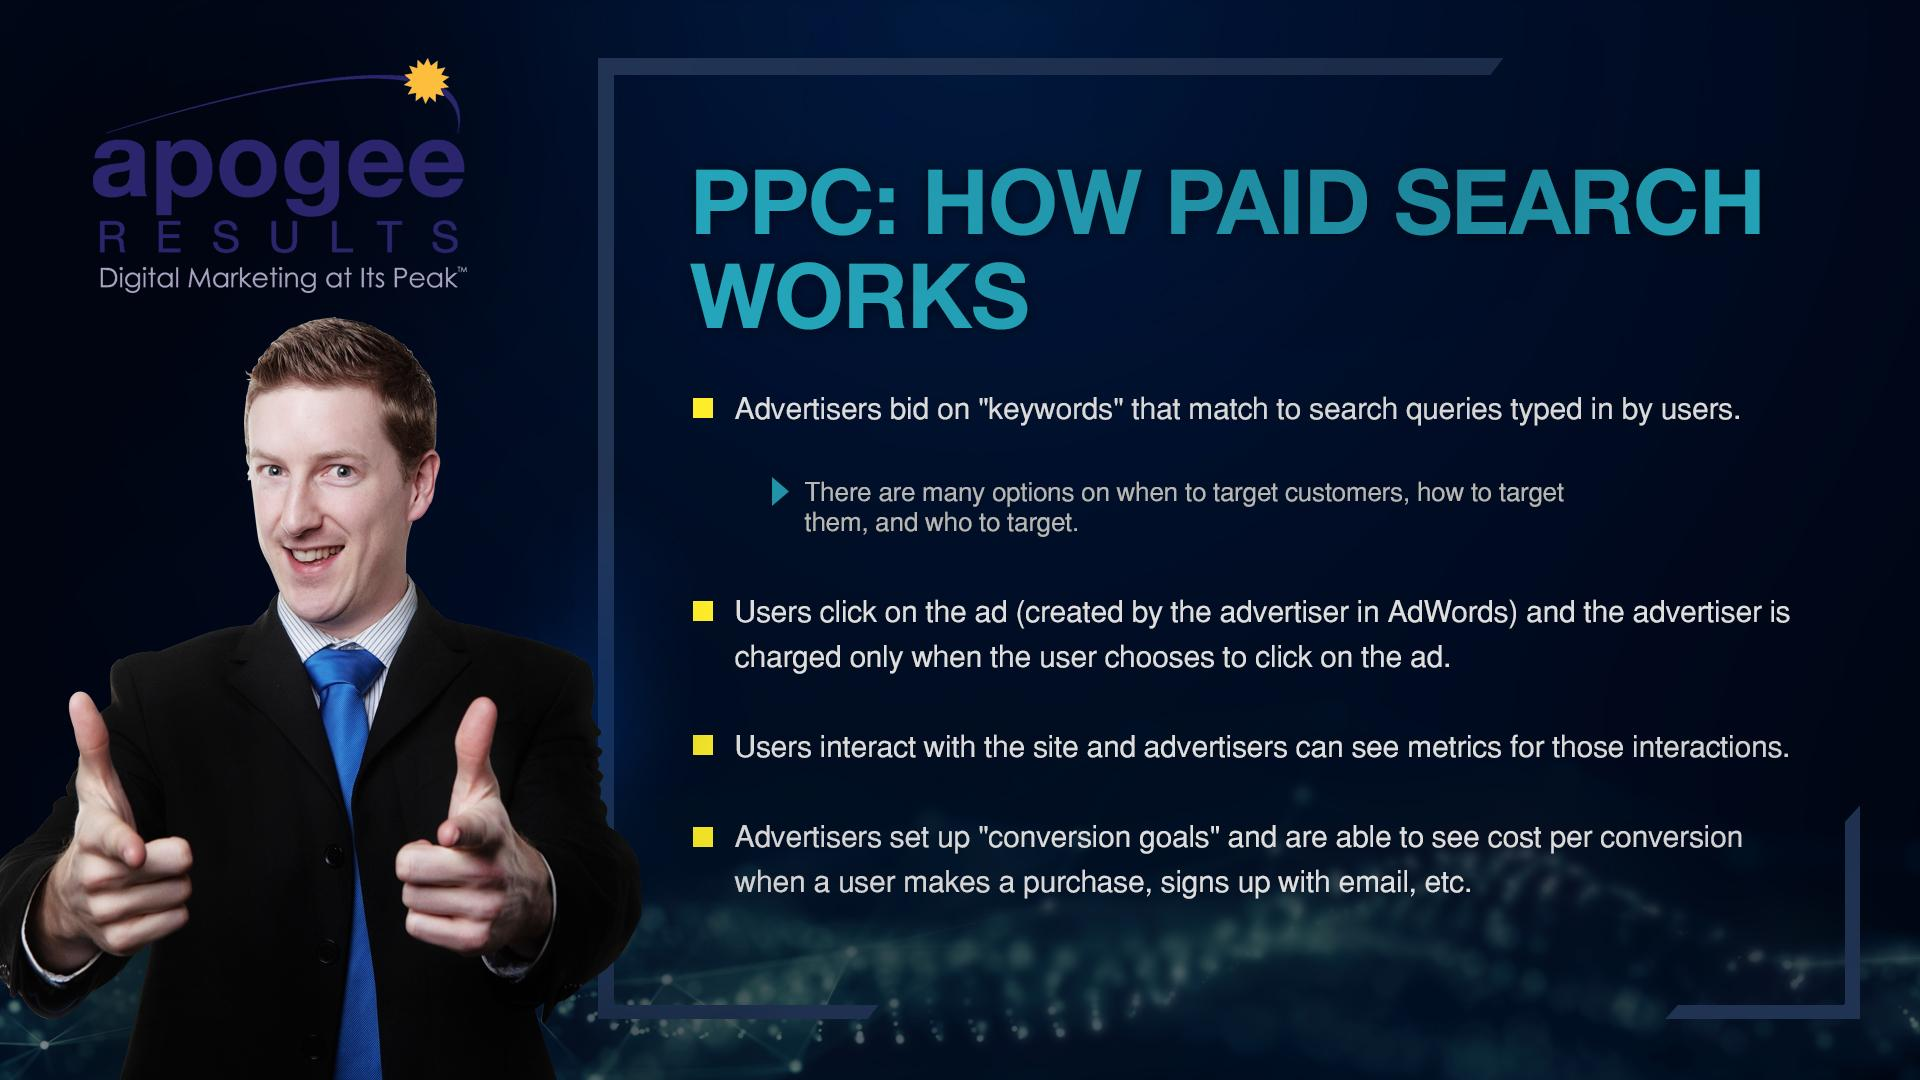 apogee
RESULTS
Digital Marketing at Its Peak™
PPC: HOW PAID SEARCH
WORKS
Advertisers bid on "keywords" that match to search queries typed in by users.
There are many options on when to target customers, how to target
them, and who to target.
Users click on the ad (created by the advertiser in AdWords) and the advertiser is
charged only when the user chooses to click on the ad.
Users interact with the site and advertisers can see metrics for those interactions.
Advertisers set up "conversion goals" and are able to see cost per conversion
when a user makes a purchase, signs up with email, etc.